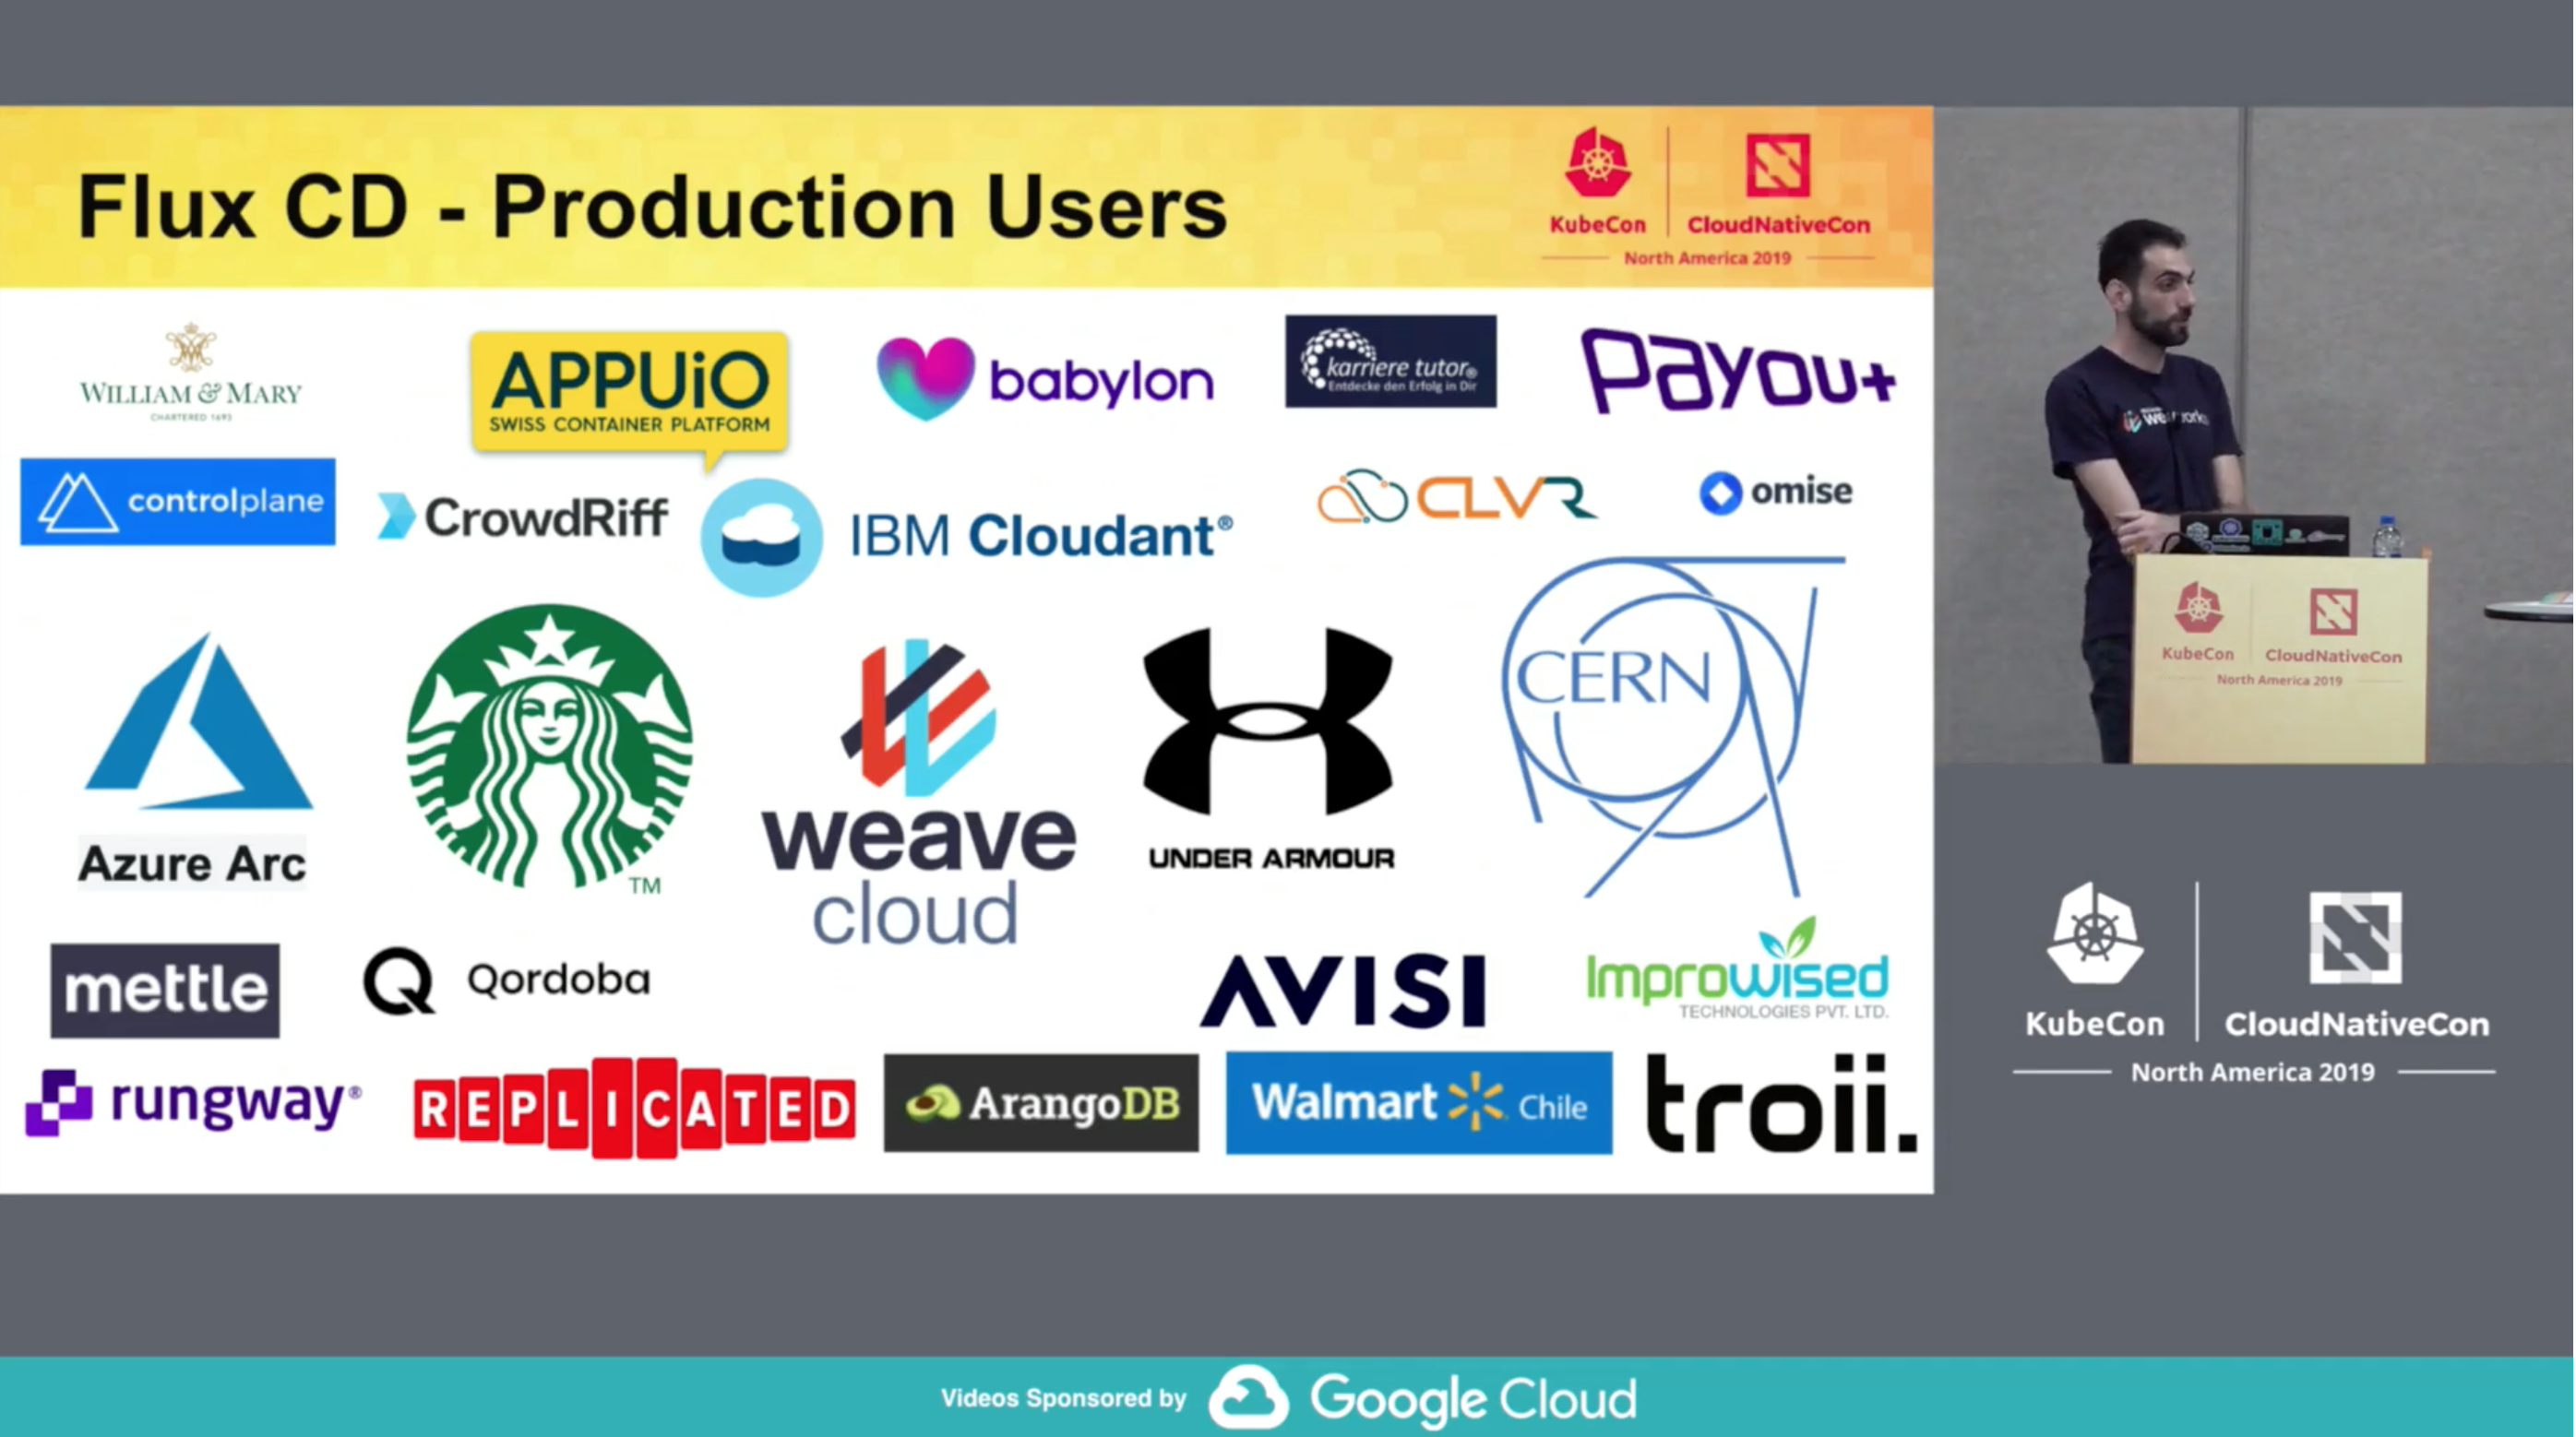 Flux CD - Production Users
KubeCon
CloudNativeCon
North America 2019
WILLIAM & MARY
CHARTERED 1693
APPUiO
SWISS CONTAINER PLATFORM
babylon
karriere tutor®
Entdecke den Erfolg in Dir
Payou+
controlplane
CrowdRiff
IBM Cloudant®
CLVR
omise
Azure Arc
TM
weave
cloud
UNDER ARMOUR
CERN
mettle
Qordoba
AVISI
Improwised
TECHNOLOGIES PVT. LTD.
rungway®
REPLICATED
ArangoDB
Walmart Chile
troii.
KubeCon
CloudNativeCon
North America 2019
KubeCon
CloudNativeCon
North America 2019
Videos Sponsored by
Google Cloud